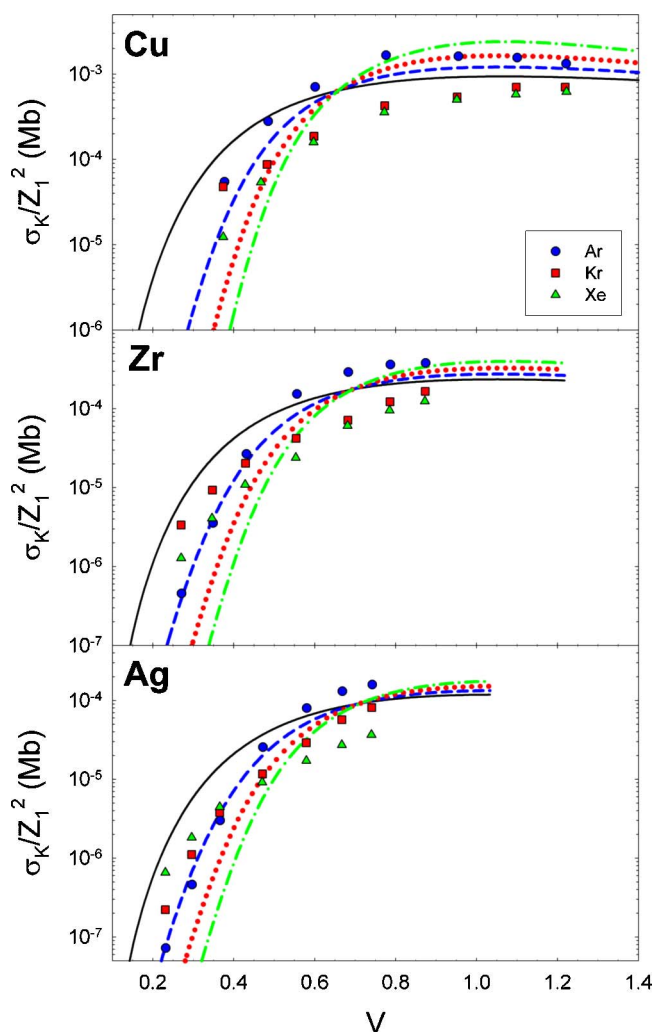 Cu
σK/Z1² (Mb)
10⁻³
10⁻⁴
10⁻⁵
10⁻⁶
Ar
Kr
Xe
Zr
σK/Z1² (Mb)
10⁻⁴
10⁻⁵
10⁻⁶
10⁻⁷
Ag
σK/Z1² (Mb)
10⁻⁴
10⁻⁵
10⁻⁶
10⁻⁷
0.2 0.4 0.6 0.8 1.0 1.2 1.4
V